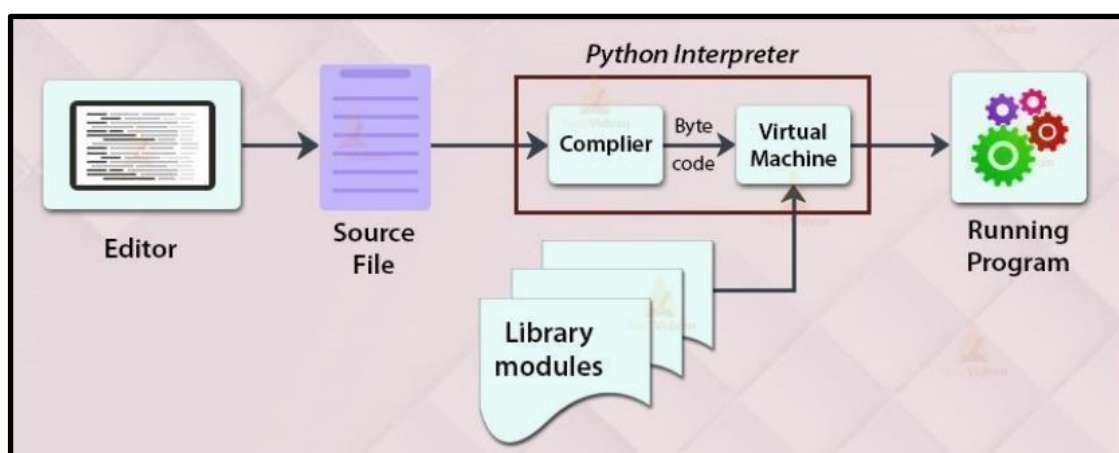 Python Interpreter
Editor
Source
File
Complier
Byte
code
Virtual
Machine
Running
Program
Library
modules